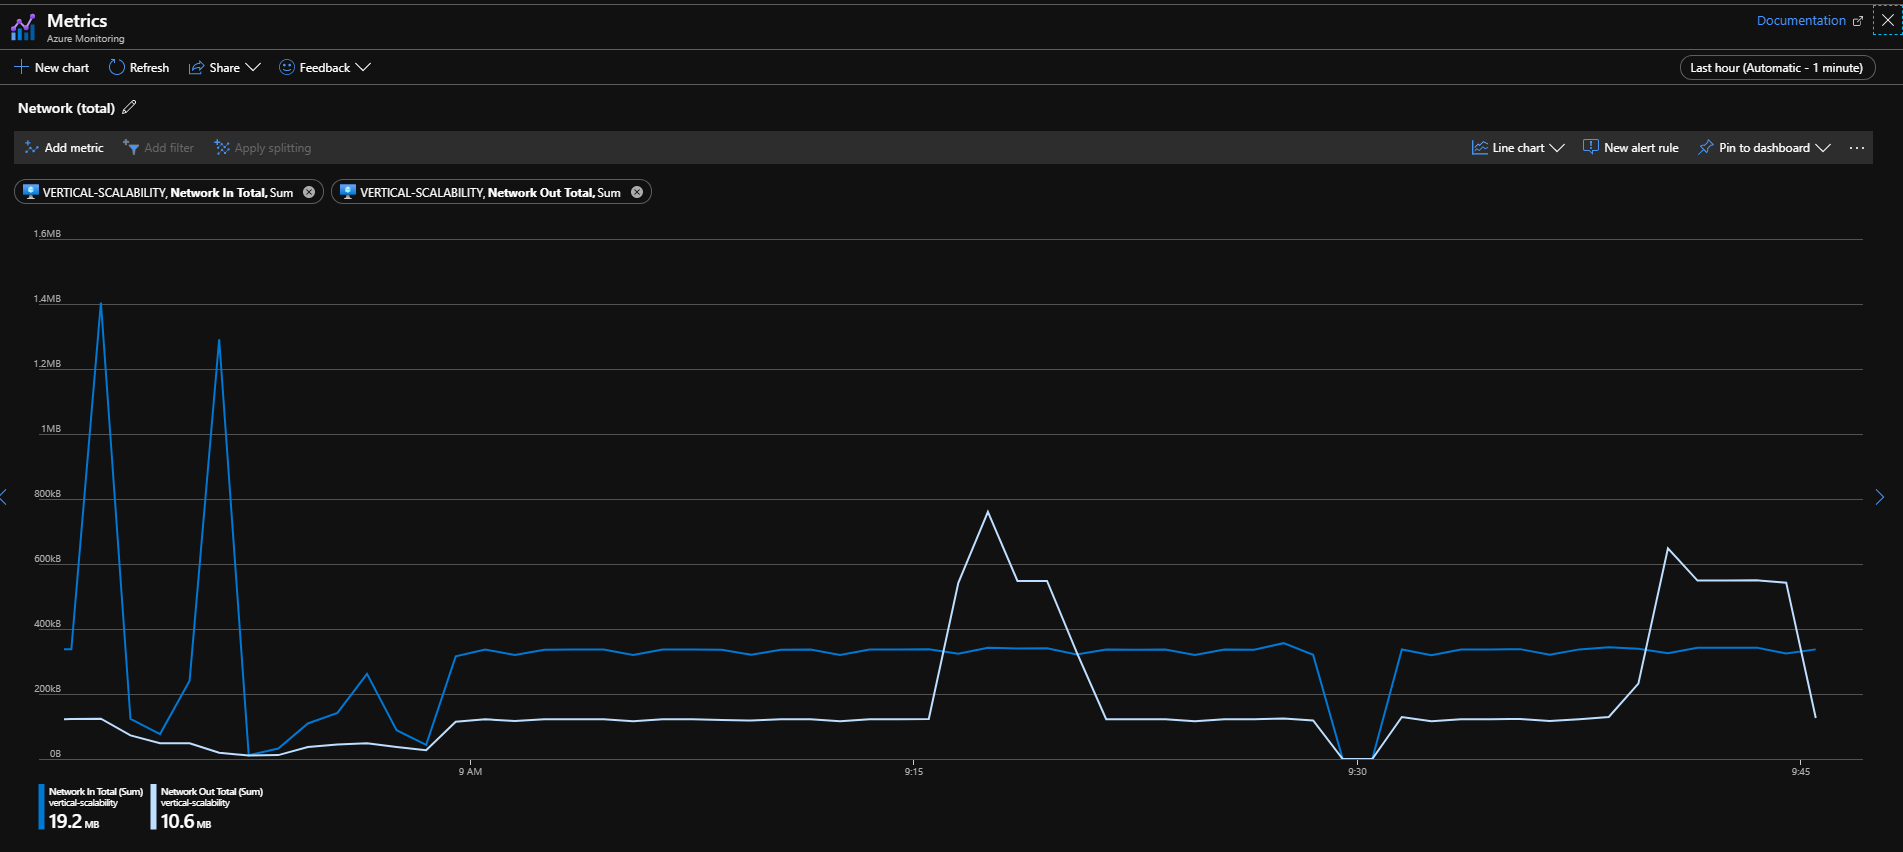 Metrics
Azure Monitoring
Documentation
New chart Refresh Share Feedback
Last hour (Automatic - 1 minute)
Network (total)
Add metric Add filter Apply splitting
Line chart New alert rule Pin to dashboard ...
VERTICAL-SCALABILITY, Network In Total, Sum
VERTICAL-SCALABILITY, Network Out Total, Sum
1.6MB
1.4MB
1.2MB
1MB
800kB
600kB
400kB
200kB
0B
9 AM 9:15 9:30 9:45
Network In Total (Sum)
vertical-scalability
19.2 MB
Network Out Total (Sum)
vertical-scalability
10.6 MB